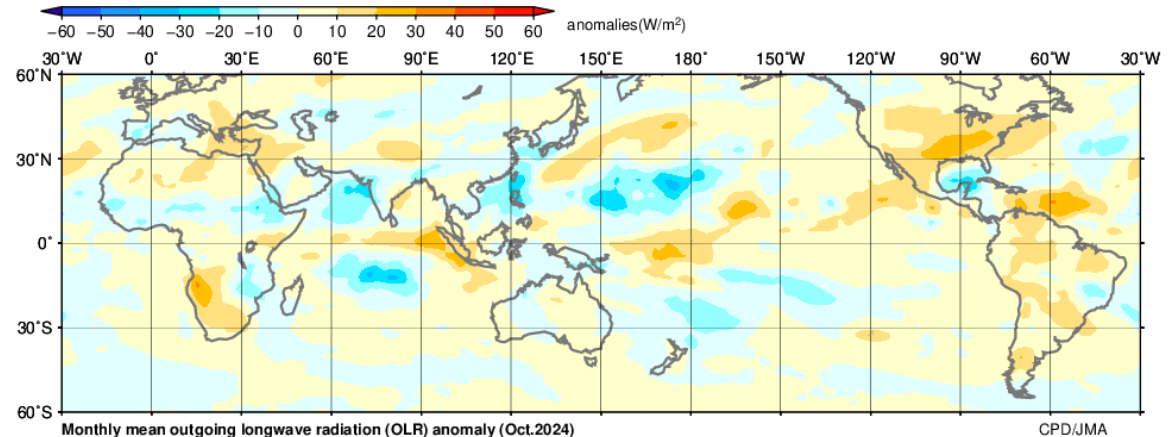 −60 −50 −40 −30 −20 −10 0 10 20 30 40 50 60
anomalies(W/m²)
30˚W 0˚ 30˚E 60˚E 90˚E 120˚E 150˚E 180˚ 150˚W 120˚W 90˚W 60˚W 30˚W
60˚N
30˚N
0˚
30˚S
60˚S
Monthly mean outgoing longwave radiation (OLR) anomaly (Oct.2024)
CPD/JMA